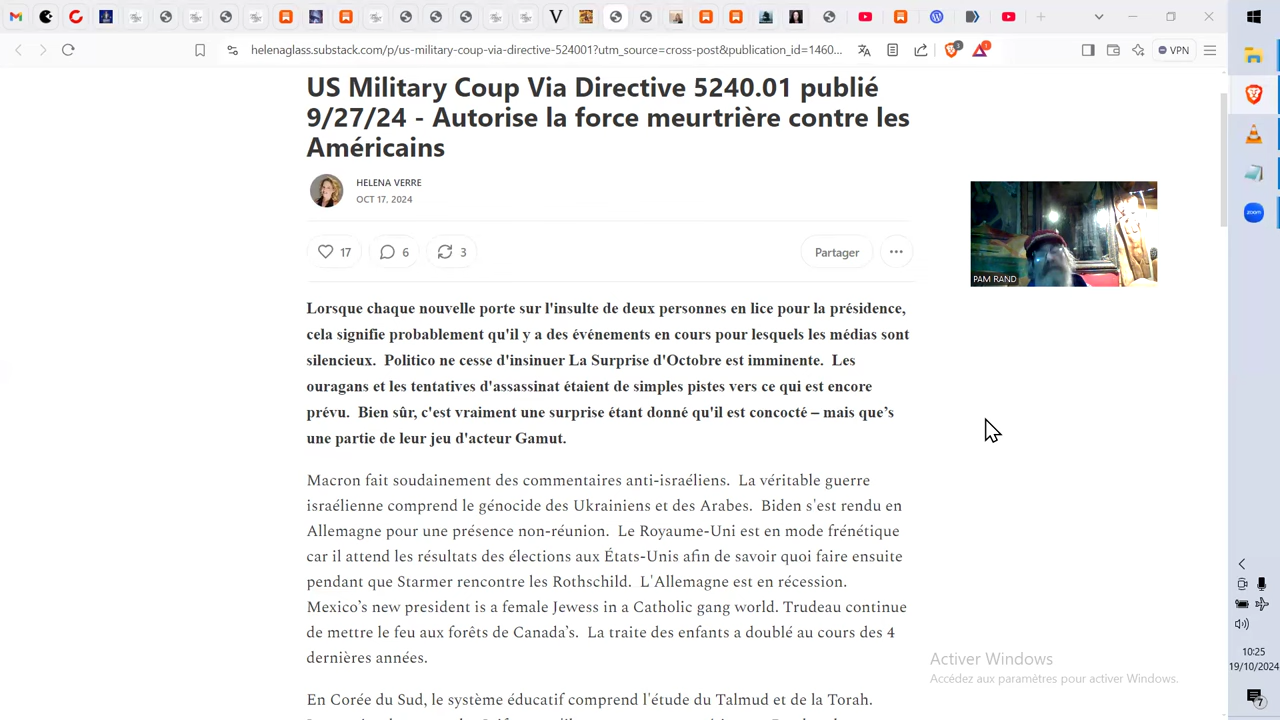 helenaglass.substack.com/p/us-military-coup-via-directive-524001?utm_source=cross-post&publication_id=1460...
3
1
VPN
US Military Coup Via Directive 5240.01 publié
9/27/24 - Autorise la force meurtrière contre les
Américains
HELENA VERRE
OCT 17, 2024
17
6
3
Partager
PAM RAND
Lorsque chaque nouvelle porte sur l'insulte de deux personnes en lice pour la présidence,
cela signifie probablement qu'il y a des événements en cours pour lesquels les médias sont
silencieux. Politico ne cesse d'insinuer La Surprise d'Octobre est imminente. Les
ouragans et les tentatives d'assassinat étaient de simples pistes vers ce qui est encore
prévu. Bien sûr, c'est vraiment une surprise étant donné qu'il est concocté – mais que’s
une partie de leur jeu d'acteur Gamut.
Macron fait soudainement des commentaires anti-israéliens. La véritable guerre
israélienne comprend le génocide des Ukrainiens et des Arabes. Biden s'est rendu en
Allemagne pour une présence non-réunion. Le Royaume-Uni est en mode frénétique
car il attend les résultats des élections aux États-Unis afin de savoir quoi faire ensuite
pendant que Starmer rencontre les Rothschild. L'Allemagne est en récession.
Mexico’s new president is a female Jewess in a Catholic gang world. Trudeau continue
de mettre le feu aux forêts de Canada’s. La traite des enfants a doublé au cours des 4
dernières années.
En Corée du Sud, le système éducatif comprend l'étude du Talmud et de la Torah.
Activer Windows
Accédez aux paramètres pour activer Windows.
zoom
10:25
19/10/2024
7